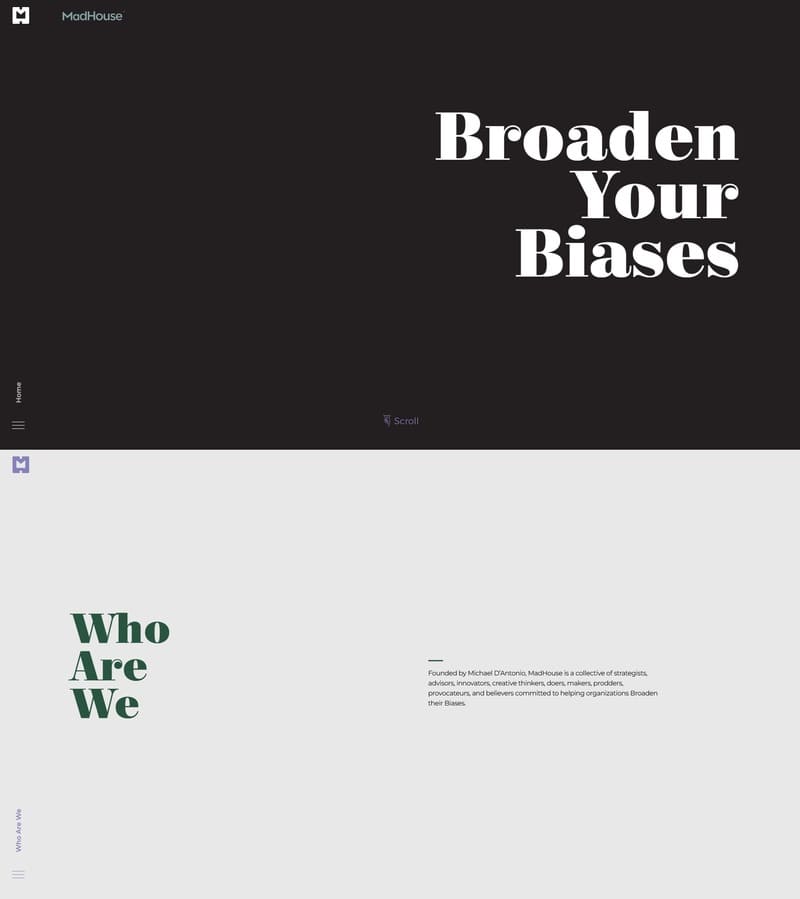 MadHouse
Broaden
Your
Biases
Home
Scroll
Who
Are
We
Founded by Michael D'Antonio, MadHouse is a collective of strategists,
advisors, innovators, creative thinkers, doers, makers, prodders,
provocateurs, and believers committed to helping organizations Broaden
their Biases.
Who Are We